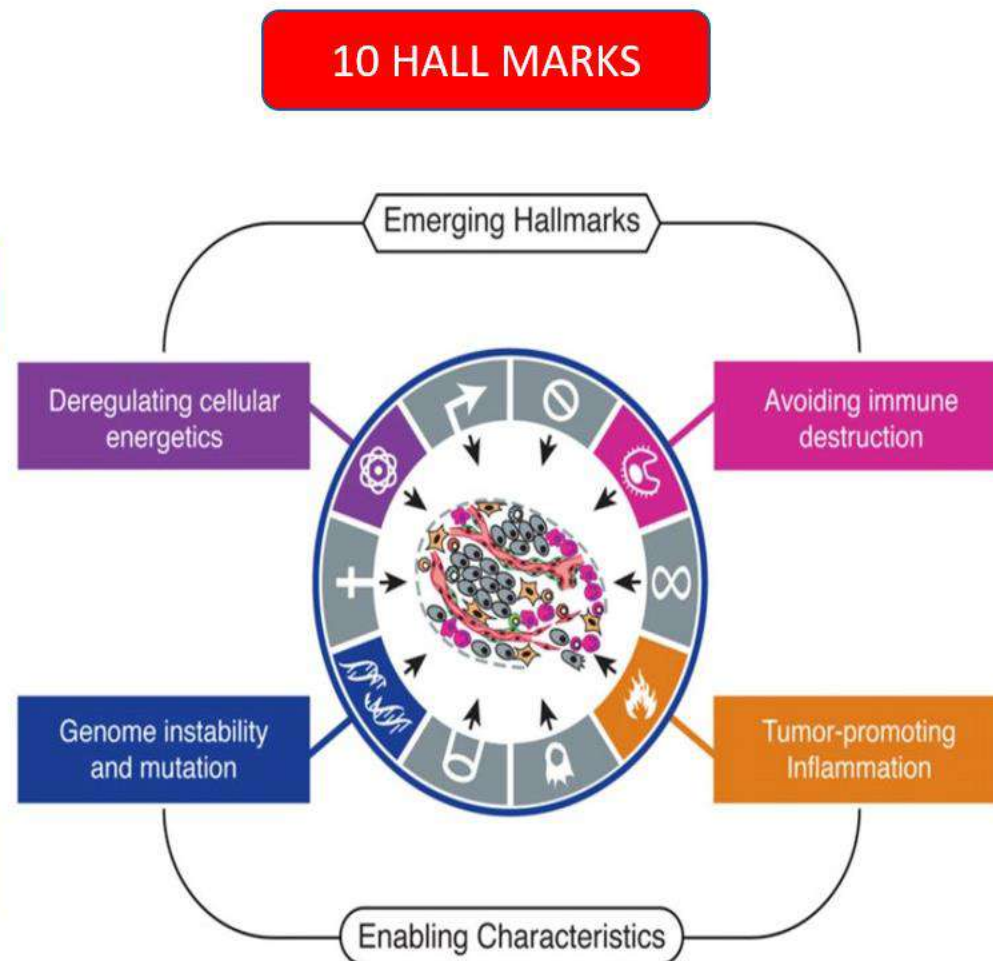 10 HALL MARKS
Emerging Hallmarks
Deregulating cellular
energetics
Avoiding immune
destruction
Genome instability
and mutation
Tumor-promoting
Inflammation
Enabling Characteristics